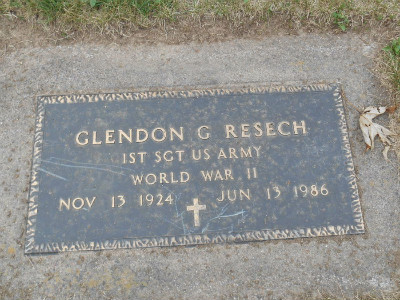 GLENDON G RESECH
1ST SGT US ARMY
WORLD WAR II
NOV 13 1924 JUN 13 1986